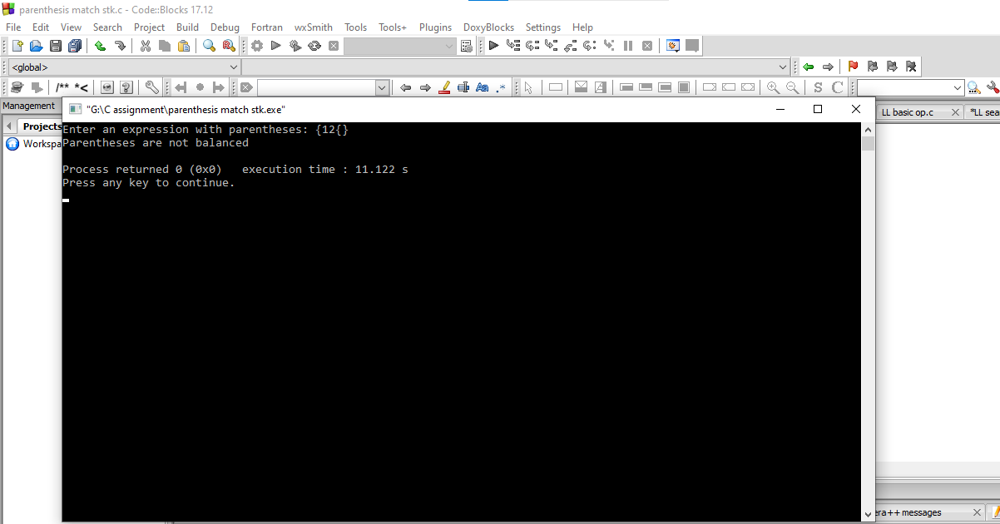 parenthesis match stk.c - Code::Blocks 17.12
File Edit View Search Project Build Debug Fortran wxSmith Tools Tools+ Plugins DoxyBlocks Settings Help
<global>
/** *< Aa .* S C
Management
"G:\C assignment\parenthesis match stk.exe"
LL basic op.c *LL sea
Projects
Enter an expression with parentheses: {12{}
Workspa
Parentheses are not balanced
Process returned 0 (0x0) execution time : 11.122 s
Press any key to continue.
era++ messages